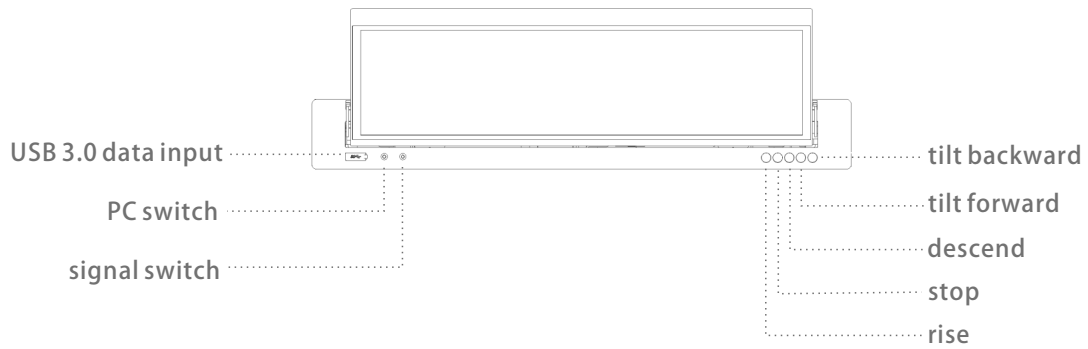 USB 3.0 data input
PC switch
signal switch
tilt backward
tilt forward
descend
stop
rise